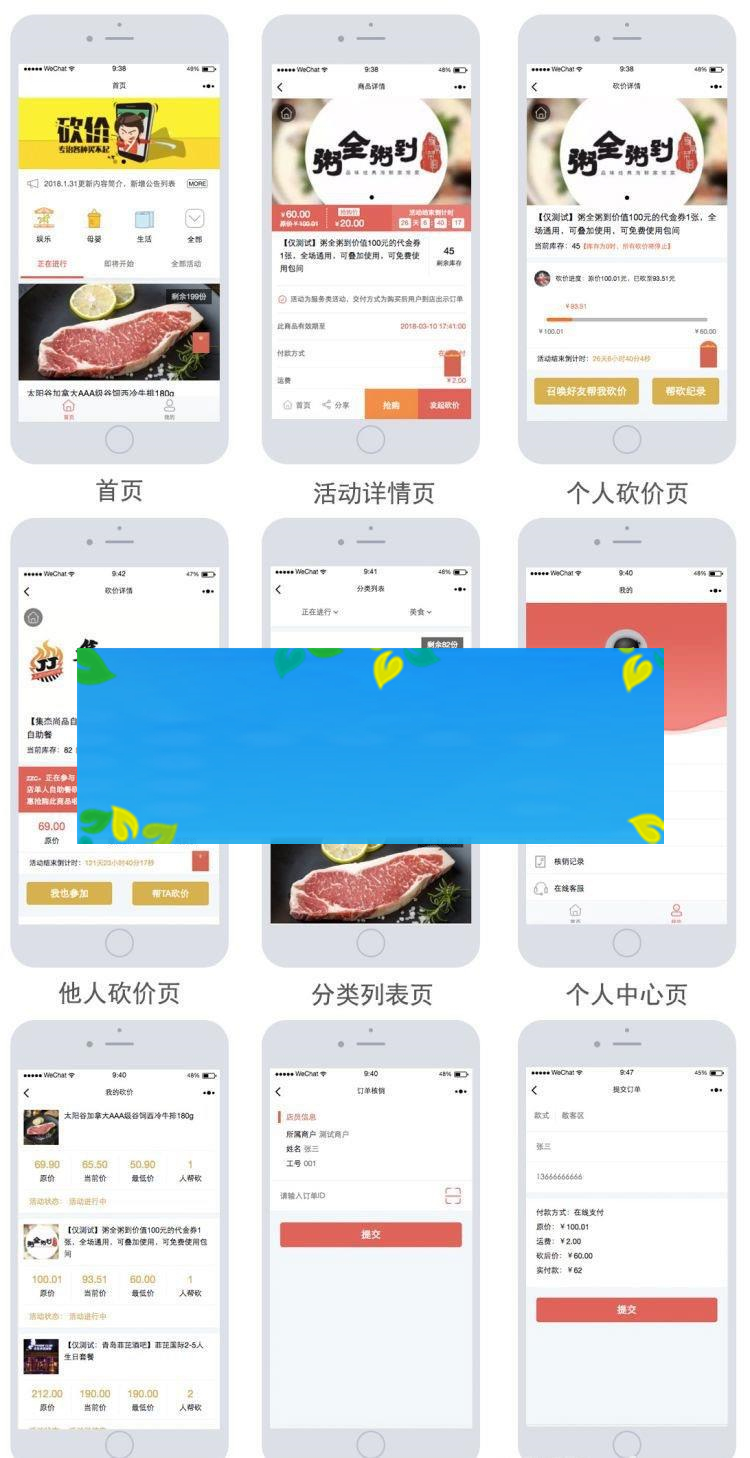 ●●●●● WeChat 9:38 49%
首页
砍价
专治各种买不起
2018.1.31更新内容简介，新增公告列表 MORE
娱乐 母婴 生活 全部
正在进行 即将开始 全部活动
剩余199份
太阳谷加拿大AAA级谷饲西冷牛排180g
首页 我的
首页
●●●●● WeChat 9:38 48%
商品详情
粥全粥到
品味经典海鲜家常菜
¥60.00 抢购价 活动结束倒计时
原价¥100.01 ¥20.00 26天6:40:17
【仅测试】粥全粥到价值100元的代金券
1张，全场通用，可叠加使用，可免费使
用包间
45
剩余库存
活动为服务类活动，交付方式为购买后用户到店出示订单
此商品有效期至 2018-03-10 17:41:00
付款方式
运费 ¥2.00
首页 分享 抢购 发起砍价
活动详情页
●●●●● WeChat 9:38 48%
砍价详情
粥全粥到
品味经典海鲜家常菜
【仅测试】粥全粥到价值100元的代金券1张，全
场通用，可叠加使用，可免费使用包间
当前库存：45【库存为0时，所有砍价将停止】
砍价进度：原价100.01元，已砍至93.51元
¥93.51
¥100.01 ¥60.00
活动结束倒计时：26天6小时40分4秒
召唤好友帮我砍价 帮砍纪录
个人砍价页
●●●●● WeChat 9:42 47%
砍价详情
JJ
【集杰尚品自
自助餐
当前库存：82
ZZC。正在参与
店单人自助餐砍
惠抢购此商品啦
69.00
原价
活动结束倒计时：121天23小时40分17秒
我也参加 帮TA砍价
他人砍价页
●●●●● WeChat 9:41 48%
分类列表
正在进行 美食
剩余82份
分类列表页
●●●●● WeChat 9:40 48%
我的
核销记录
在线客服
首页 我的
个人中心页
●●●●● WeChat 9:40 48%
我的砍价
太阳谷加拿大AAA级谷饲西冷牛排180g
69.90 65.50 50.90 1
原价 当前价 最低价 人帮砍
活动状态：活动进行中
【仅测试】粥全粥到价值100元的代金券1
张，全场通用，可叠加使用，可免费使用包
间
100.01 93.51 60.00 1
原价 当前价 最低价 人帮砍
活动状态：活动进行中
【仅测试：青岛菲芘酒吧】菲芘国际2-5人
生日套餐
212.00 190.00 190.00 2
原价 当前价 最低价 人帮砍
●●●●● WeChat 9:40 48%
订单核销
店员信息
所属商户 测试商户
姓名 张三
工号 001
请输入订单ID
提交
●●●●● WeChat 9:47 45%
提交订单
款式 散客区
张三
13666666666
付款方式：在线支付
原价：¥100.01
运费：¥2.00
砍后价：¥60.00
实付款：¥62
提交